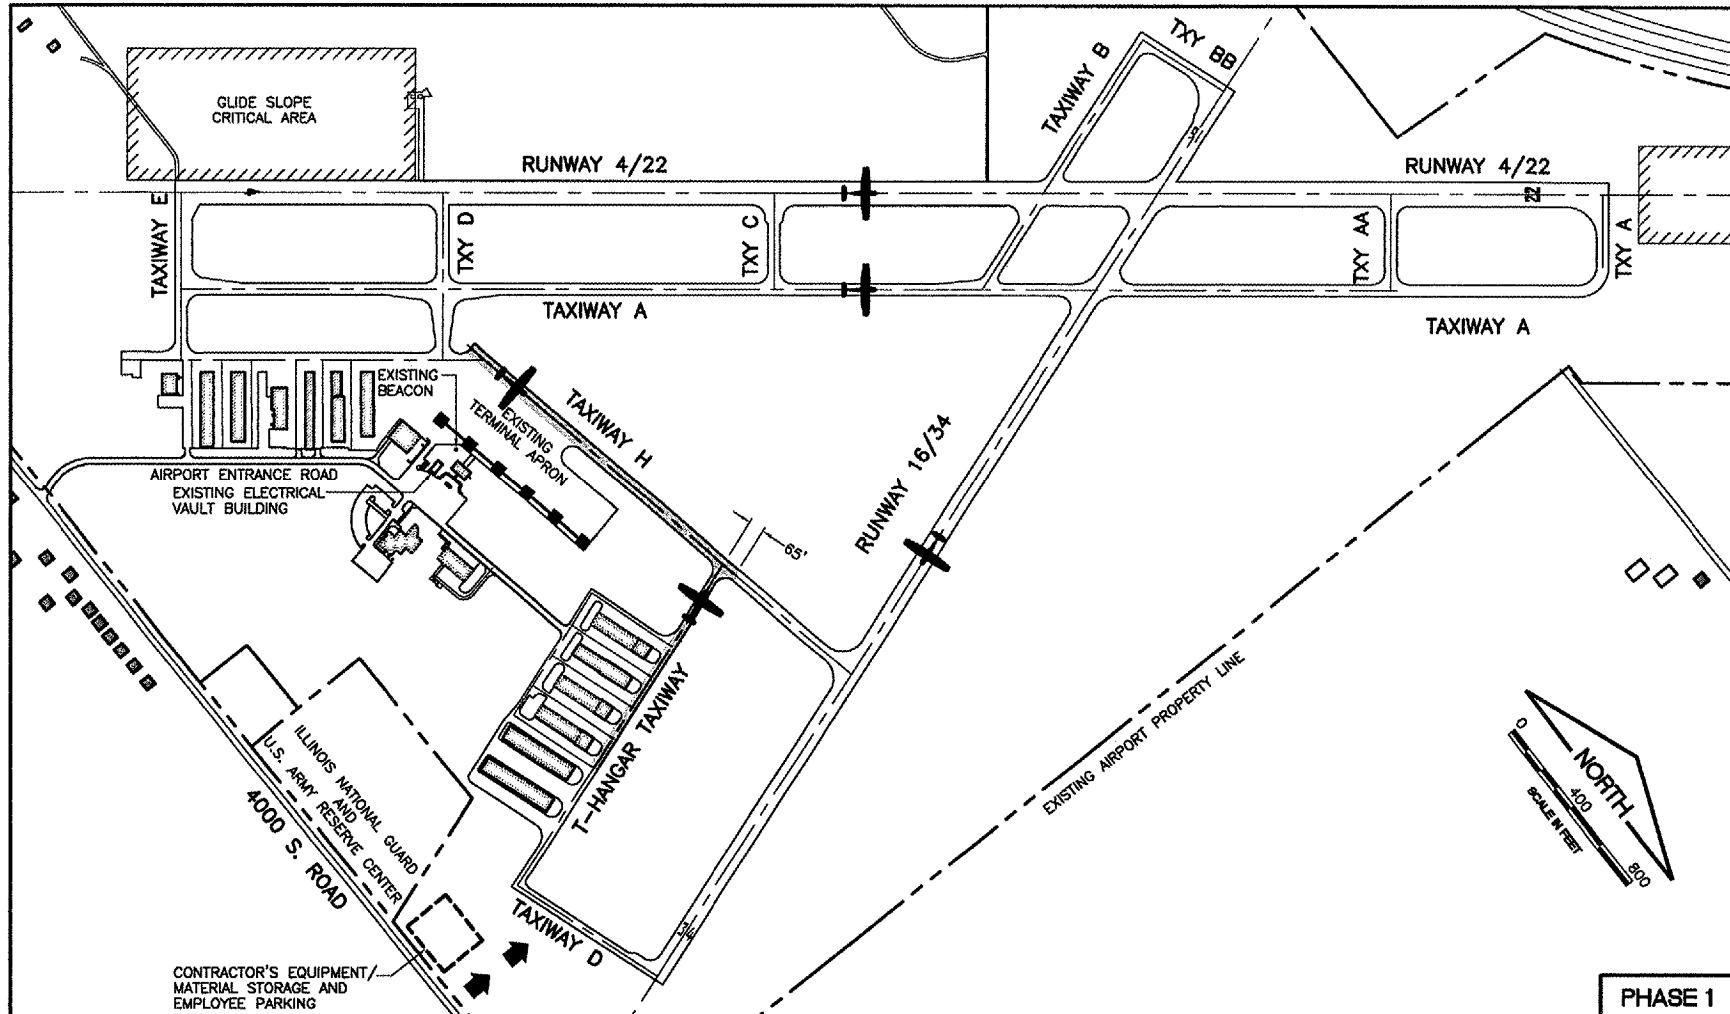 GLIDE SLOPE
CRITICAL AREA
TAXIWAY B
TXY BB
RUNWAY 4/22
RUNWAY 4/22
22
TAXIWAY E
TXY D
TXY C
TXY AA
TXY A
TAXIWAY A
TAXIWAY A
EXISTING
BEACON
EXISTING
TERMINAL APRON
TAXIWAY H
RUNWAY 16/34
AIRPORT ENTRANCE ROAD
EXISTING ELECTRICAL
VAULT BUILDING
65'
T-HANGAR TAXIWAY
EXISTING AIRPORT PROPERTY LINE
ILLINOIS NATIONAL GUARD
AND
U.S. ARMY RESERVE CENTER
4000 S. ROAD
TAXIWAY D
34
CONTRACTOR'S EQUIPMENT/
MATERIAL STORAGE AND
EMPLOYEE PARKING
NORTH
0
400
800
SCALE IN FEET
PHASE 1